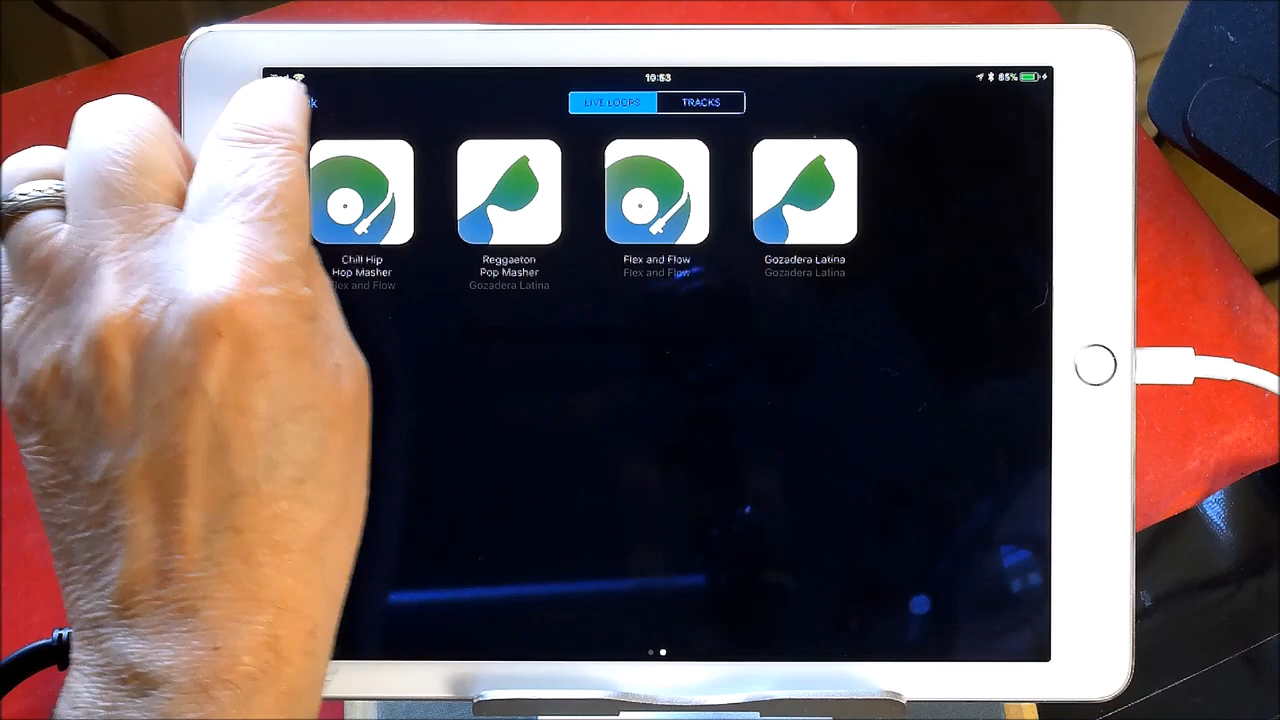 10:53
85%
LIVE LOOPS TRACKS
Chill Hip
Hop Masher
Flex and Flow
Reggaeton
Pop Masher
Gozadera Latina
Flex and Flow
Flex and Flow
Gozadera Latina
Gozadera Latina